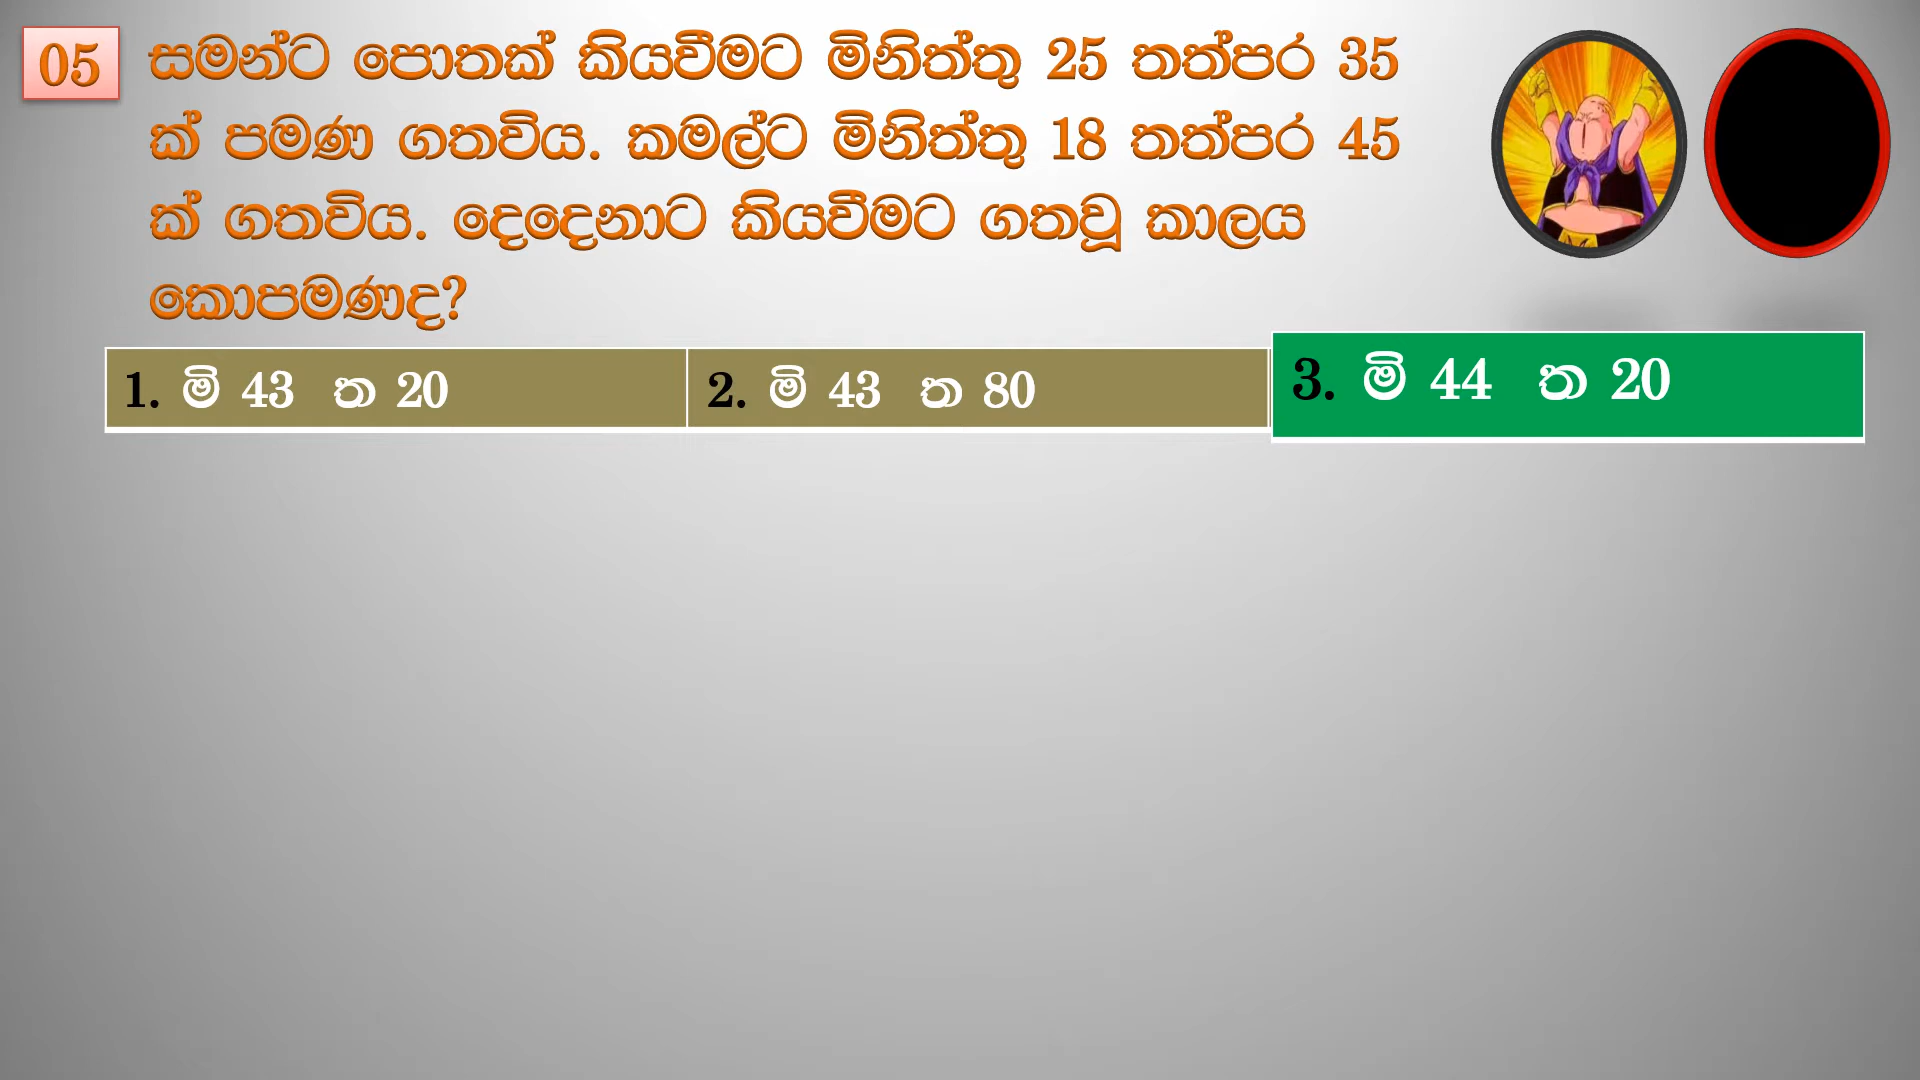 05 සමන්ට පොතක් කියවීමට මිනිත්තු 25 තත්පර 35
ක් පමණ ගතවිය. කමල්ට මිනිත්තු 18 තත්පර 45
ක් ගතවිය. දෙදෙනාට කියවීමට ගතවූ කාලය
කොපමණද?
1. මි 43 ත 20
2. මි 43 ත 80
3. මි 44 ත 20